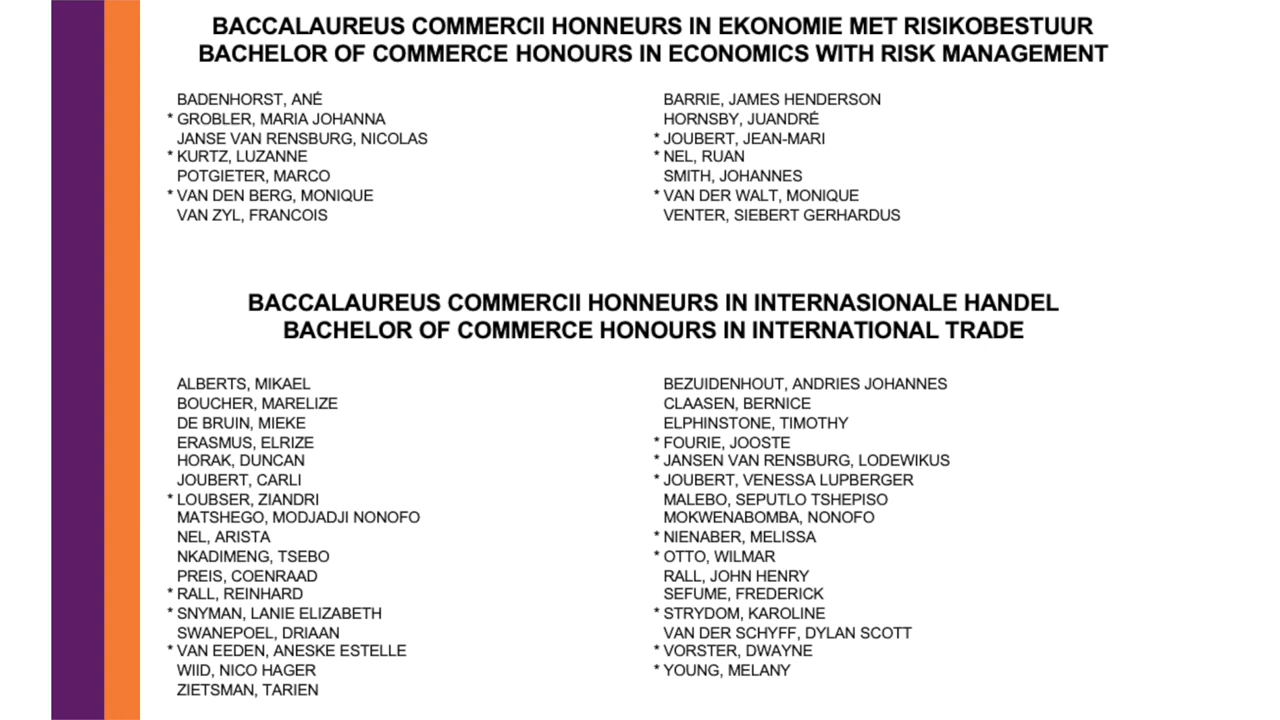 BACCALAUREUS COMMERCII HONNEURS IN EKONOMIE MET RISIKOBESTUUR
BACHELOR OF COMMERCE HONOURS IN ECONOMICS WITH RISK MANAGEMENT
BADENHORST, ANÉ
* GROBLER, MARIA JOHANNA
JANSE VAN RENSBURG, NICOLAS
* KURTZ, LUZANNE
POTGIETER, MARCO
* VAN DEN BERG, MONIQUE
VAN ZYL, FRANCOIS
BARRIE, JAMES HENDERSON
HORNSBY, JUANDRÉ
* JOUBERT, JEAN-MARI
* NEL, RUAN
SMITH, JOHANNES
* VAN DER WALT, MONIQUE
VENTER, SIEBERT GERHARDUS
BACCALAUREUS COMMERCII HONNEURS IN INTERNASIONALE HANDEL
BACHELOR OF COMMERCE HONOURS IN INTERNATIONAL TRADE
ALBERTS, MIKAEL
BOUCHER, MARELIZE
DE BRUIN, MIEKE
ERASMUS, ELRIZE
HORAK, DUNCAN
JOUBERT, CARLI
* LOUBSER, ZIANDRI
MATSHEGO, MODJADJI NONOFO
NEL, ARISTA
NKADIMENG, TSEBO
PREIS, COENRAAD
* RALL, REINHARD
* SNYMAN, LANIE ELIZABETH
SWANEPOEL, DRIAAN
* VAN EEDEN, ANESKE ESTELLE
WIID, NICO HAGER
ZIETSMAN, TARIEN
BEZUIDENHOUT, ANDRIES JOHANNES
CLAASEN, BERNICE
ELPHINSTONE, TIMOTHY
* FOURIE, JOOSTE
* JANSEN VAN RENSBURG, LODEWIKUS
* JOUBERT, VENESSA LUPBERGER
MALEBO, SEPUTLO TSHEPISO
MOKWENABOMBA, NONOFO
* NIENABER, MELISSA
* OTTO, WILMAR
RALL, JOHN HENRY
SEFUME, FREDERICK
* STRYDOM, KAROLINE
VAN DER SCHYFF, DYLAN SCOTT
* VORSTER, DWAYNE
* YOUNG, MELANY